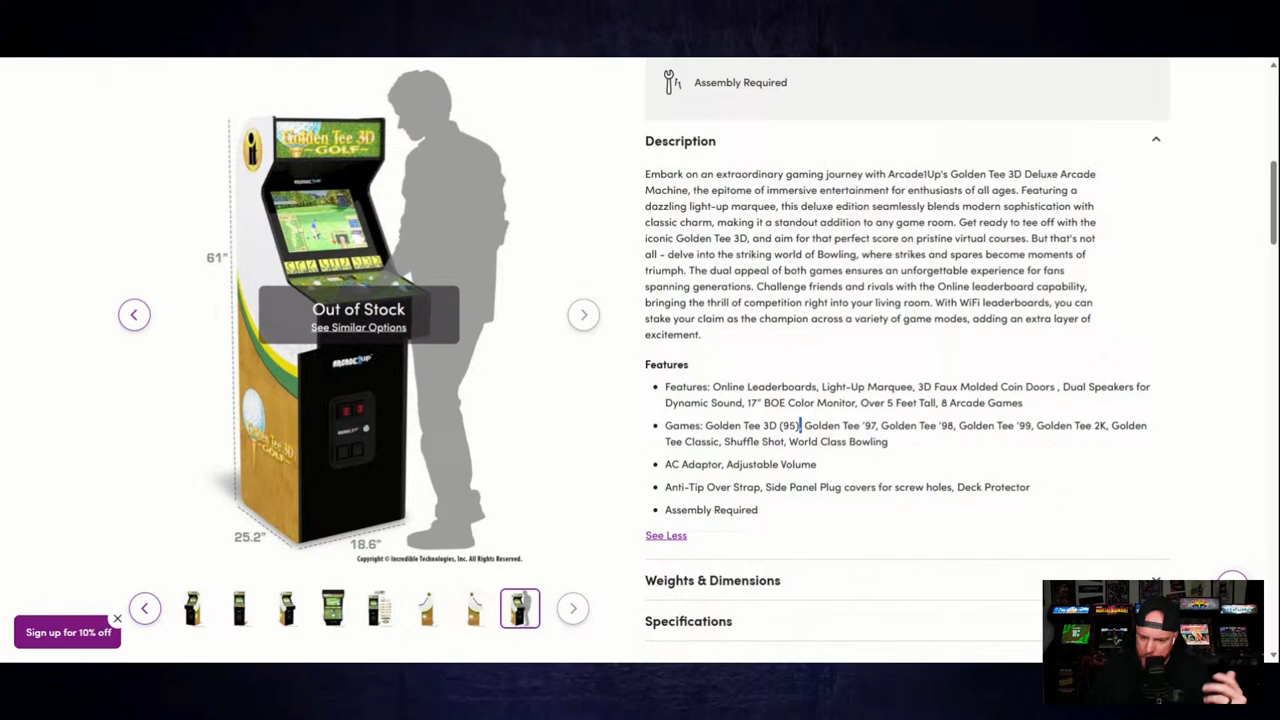 Golden Tee 3D
GOLF
ARCADE1UP
61"
Out of Stock
See Similar Options
ARCADE1UP
Golden Tee 3D
25.2"
18.6"
Copyright © Incredible Technologies, Inc. All Rights Reserved.
Sign up for 10% off
Assembly Required
Description
Embark on an extraordinary gaming journey with Arcade1Up's Golden Tee 3D Deluxe Arcade
Machine, the epitome of immersive entertainment for enthusiasts of all ages. Featuring a
dazzling light-up marquee, this deluxe edition seamlessly blends modern sophistication with
classic charm, making it a standout addition to any game room. Get ready to tee off with the
iconic Golden Tee 3D, and aim for that perfect score on pristine virtual courses. But that's not
all - delve into the striking world of Bowling, where strikes and spares become moments of
triumph. The dual appeal of both games ensures an unforgettable experience for fans
spanning generations. Challenge friends and rivals with the Online leaderboard capability,
bringing the thrill of competition right into your living room. With WiFi leaderboards, you can
stake your claim as the champion across a variety of game modes, adding an extra layer of
excitement.
Features
• Features: Online Leaderboards, Light-Up Marquee, 3D Faux Molded Coin Doors , Dual Speakers for
Dynamic Sound, 17” BOE Color Monitor, Over 5 Feet Tall, 8 Arcade Games
• Games: Golden Tee 3D (95), Golden Tee ’97, Golden Tee ’98, Golden Tee ’99, Golden Tee 2K, Golden
Tee Classic, Shuffle Shot, World Class Bowling
• AC Adaptor, Adjustable Volume
• Anti-Tip Over Strap, Side Panel Plug covers for screw holes, Deck Protector
• Assembly Required
See Less
Weights & Dimensions
Specifications